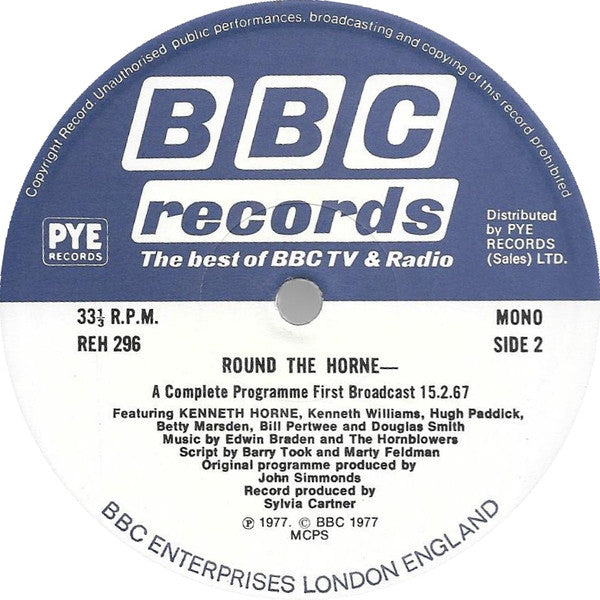 Copyright Record. Unauthorised public performances, broadcasting and copying of this record prohibited
BBC
records
The best of BBC TV & Radio
PYE
RECORDS
Distributed
by PYE
RECORDS
(Sales) LTD.
33⅓ R.P.M.
REH 296
MONO
SIDE 2
ROUND THE HORNE—
A Complete Programme First Broadcast 15.2.67
Featuring KENNETH HORNE, Kenneth Williams, Hugh Paddick,
Betty Marsden, Bill Pertwee and Douglas Smith
Music by Edwin Braden and The Hornblowers
Script by Barry Took and Marty Feldman
Original programme produced by
John Simmonds
Record produced by
Sylvia Cartner
Ⓟ 1977. © BBC 1977
MCPS
BBC ENTERPRISES LONDON ENGLAND